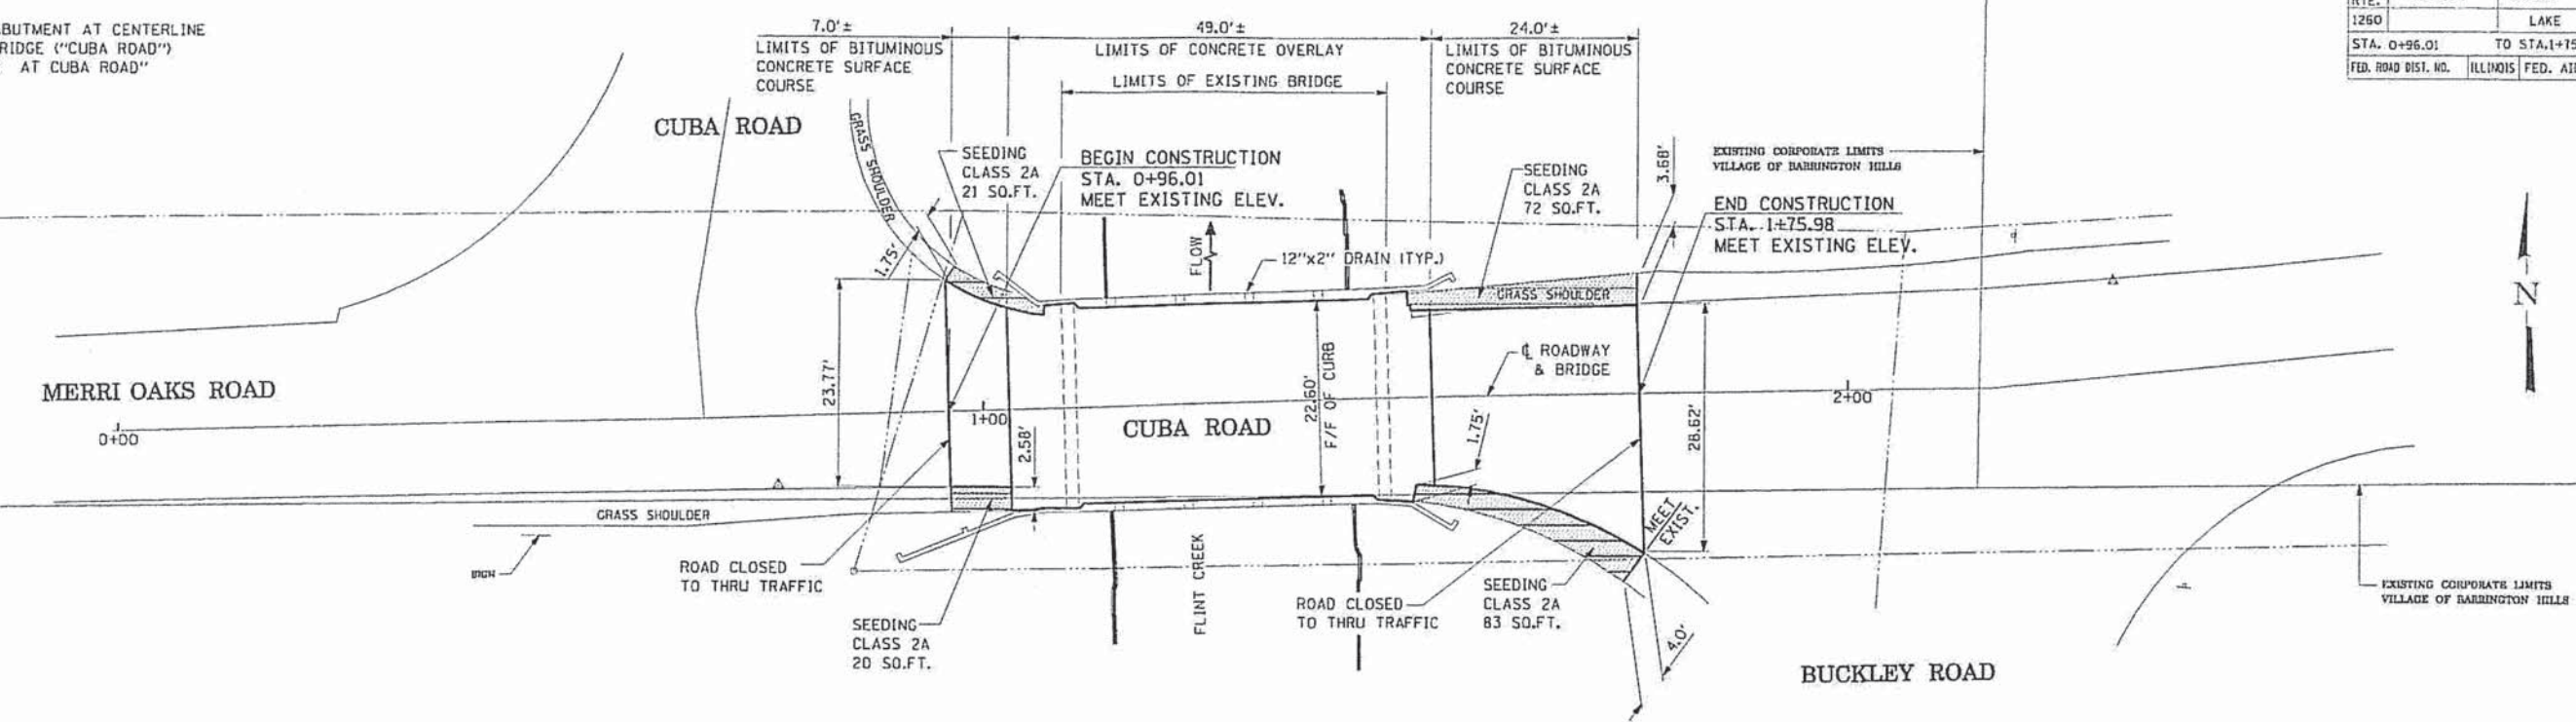 BUTMENT AT CENTERLINE
RIDGE ("CUBA ROAD")
AT CUBA ROAD"
7.0'±
LIMITS OF BITUMINOUS
CONCRETE SURFACE
COURSE
49.0'±
LIMITS OF CONCRETE OVERLAY
LIMITS OF EXISTING BRIDGE
24.0'±
LIMITS OF BITUMINOUS
CONCRETE SURFACE
COURSE
RTE.
1260 LAKE
STA. 0+96.01 TO STA.1+75
FED. ROAD DIST. NO. ILLINOIS FED. AI
CUBA ROAD
GRASS SHOULDER
SEEDING
CLASS 2A
21 SQ.FT.
BEGIN CONSTRUCTION
STA. 0+96.01
MEET EXISTING ELEV.
SEEDING
CLASS 2A
72 SQ.FT.
3.68'
EXISTING CORPORATE LIMITS
VILLAGE OF BARRINGTON HILLS
END CONSTRUCTION
STA. 1+75.98
MEET EXISTING ELEV.
1.75'
FLOW
12"x2" DRAIN (TYP.)
GRASS SHOULDER
N
MERRI OAKS ROAD
0+00
23.77'
1+00
2.58'
CUBA ROAD
22.60'
F/F OF CURB
℄ ROADWAY
& BRIDGE
1.75'
28.62'
2+00
GRASS SHOULDER
ROAD CLOSED
TO THRU TRAFFIC
SEEDING
CLASS 2A
20 SQ.FT.
FLINT CREEK
ROAD CLOSED
TO THRU TRAFFIC
SEEDING
CLASS 2A
83 SQ.FT.
MEET
EXIST.
4.0'
EXISTING CORPORATE LIMITS
VILLAGE OF BARRINGTON HILLS
BUCKLEY ROAD